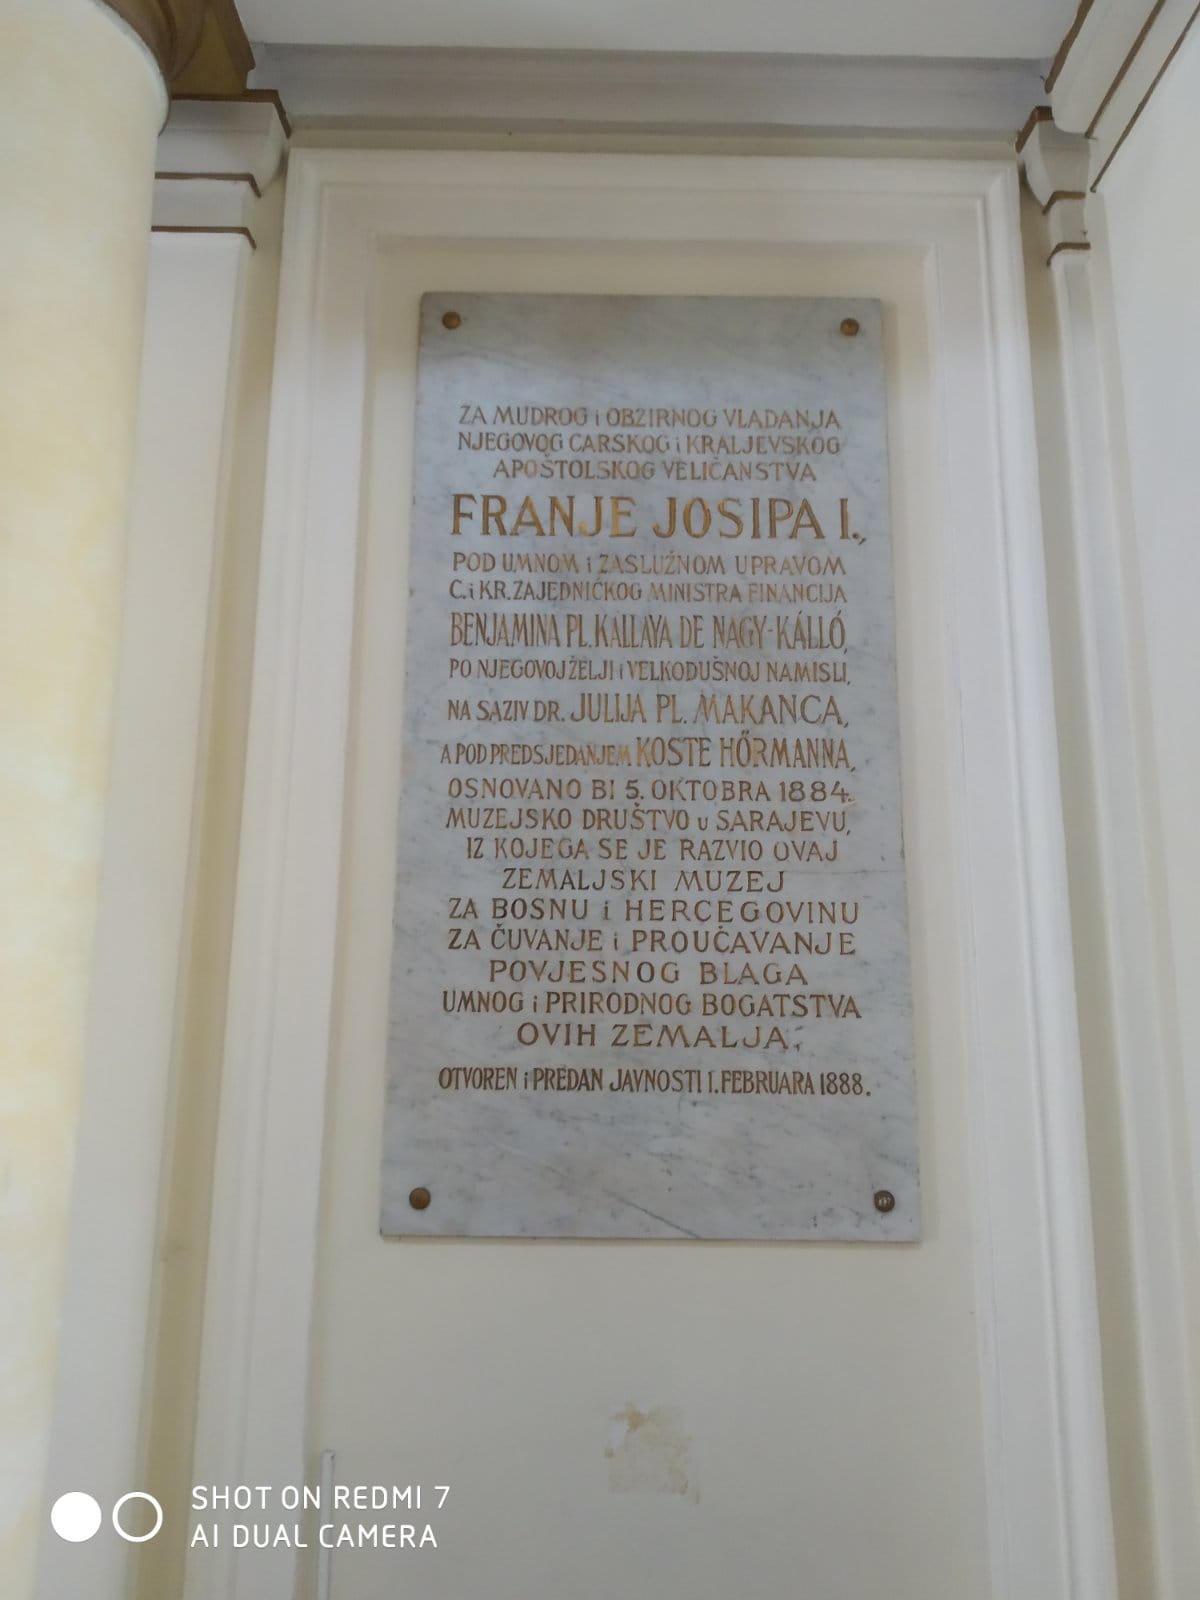 ZA MUDROG i OBZIRNOG VLADANJA
NJEGOVOG CARSKOG i KRALJEVSKOG
APOŠTOLSKOG VELIČANSTVA
FRANJE JOSIPA I.,
POD UMNOM i ZASLUŽNOM UPRAVOM
C. i KR. ZAJEDNIĆKOG MINISTRA FINANCIJA
BENJAMINA PL. KALLAYA DE NAGY-KÁLLÓ,
PO NJEGOVOJ ŽELJI i VELKODUŠNOJ NAMISLI,
NA SAZIV DR. JULIJA PL. MAKANCA,
A POD PREDSJEDANJEM KOSTE HŐRMANNA,
OSNOVANO BI 5. OKTOBRA 1884.
MUZEJSKO DRUŠTVO u SARAJEVU,
IZ KOJEGA SE JE RAZVIO OVAJ
ZEMALJSKI MUZEJ
ZA BOSNU i HERCEGOVINU
ZA ČUVANJE i PROUČAVANJE
POVJESNOG BLAGA
UMNOG i PRIRODNOG BOGATSTVA
OVIH ZEMALJA;
OTVOREN i PREDAN JAVNOSTI 1. FEBRUARA 1888.
SHOT ON REDMI 7
AI DUAL CAMERA